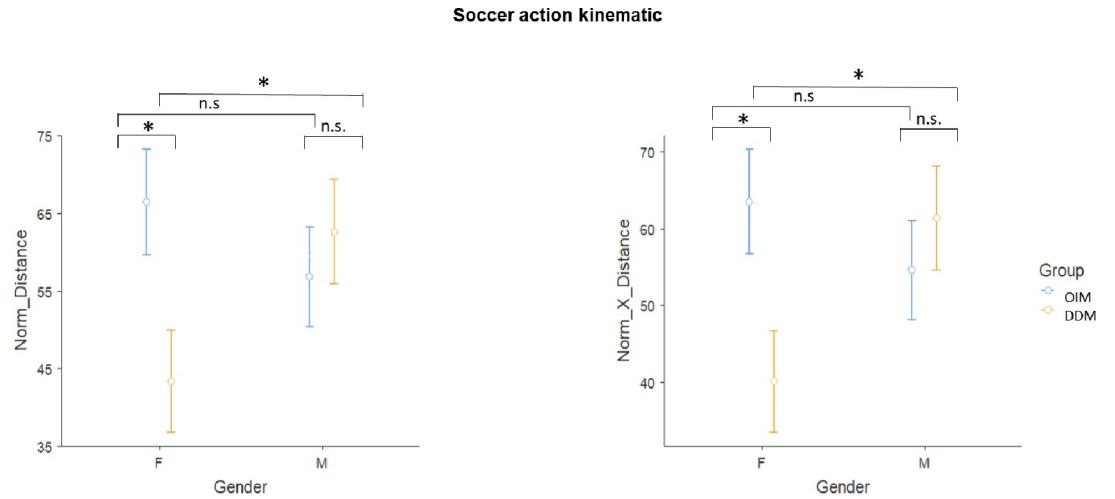 Soccer action kinematic
*
n.s
*
n.s.
75
65
55
45
35
Norm_Distance
F
M
Gender
*
n.s
*
n.s.
70
60
50
40
Norm_X_Distance
F
M
Gender
Group
OIM
DDM